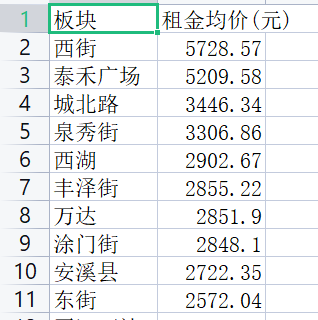 1 板块 租金均价(元)
2 西街 5728.57
3 泰禾广场 5209.58
4 城北路 3446.34
5 泉秀街 3306.86
6 西湖 2902.67
7 丰泽街 2855.22
8 万达 2851.9
9 涂门街 2848.1
10 安溪县 2722.35
11 东街 2572.04